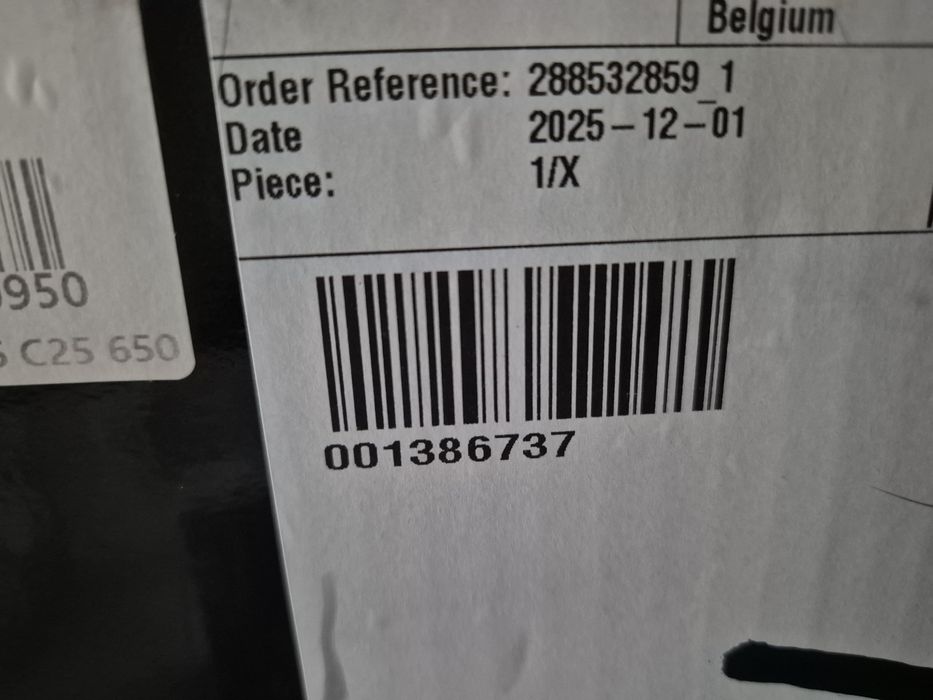 Belgium
Order Reference: 288532859_1
Date 2025-12-01
Piece: 1/X
001386737
950
C25 650